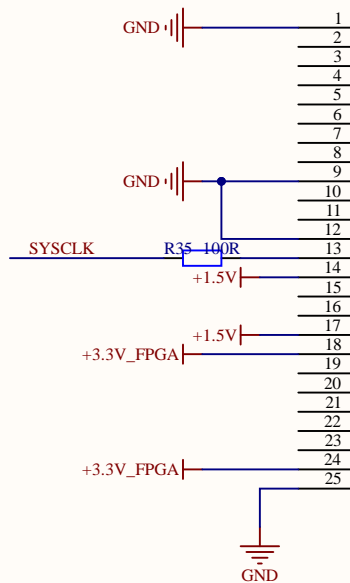 GND 1
2
3
4
5
6
7
8
GND 9
10
11
12
SYSCLK R35 100R 13
+1.5V 14
15
16
+1.5V 17
+3.3V_FPGA 18
19
20
21
22
23
+3.3V_FPGA 24
25
GND